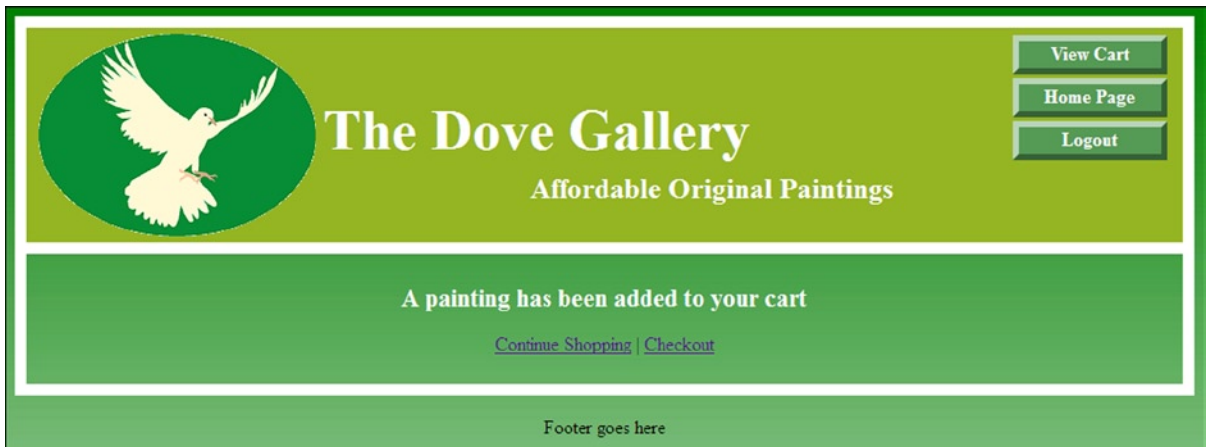 View Cart
Home Page
Logout
The Dove Gallery
Affordable Original Paintings
A painting has been added to your cart
Continue Shopping | Checkout
Footer goes here